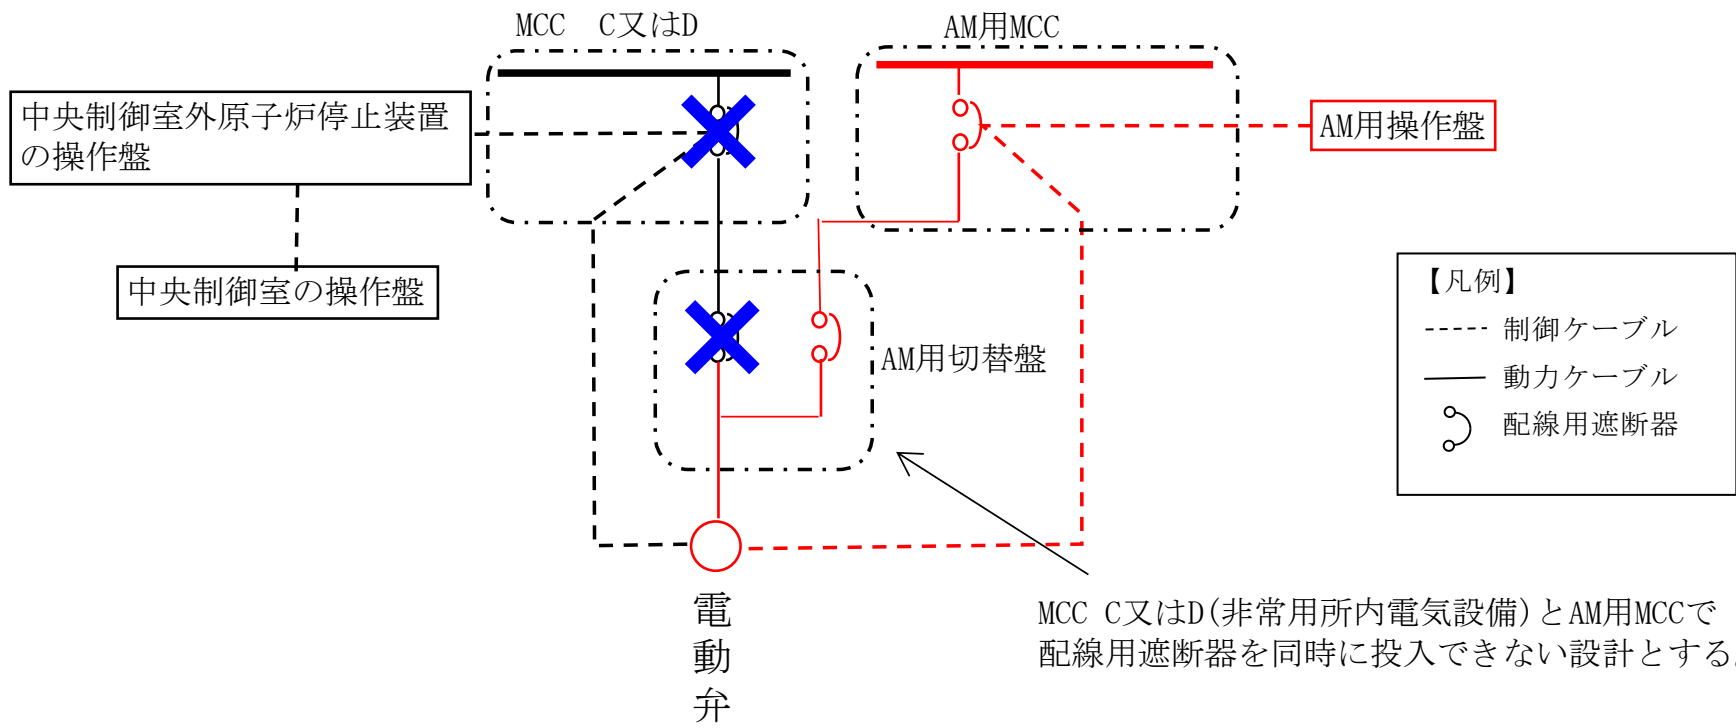 MCC　C又はD
AM用MCC
中央制御室外原子炉停止装置
の操作盤
AM用操作盤
中央制御室の操作盤
AM用切替盤
【凡例】
制御ケーブル
動力ケーブル
配線用遮断器
電動弁
MCC C又はD(非常用所内電気設備)とAM用MCCで
配線用遮断器を同時に投入できない設計とする。